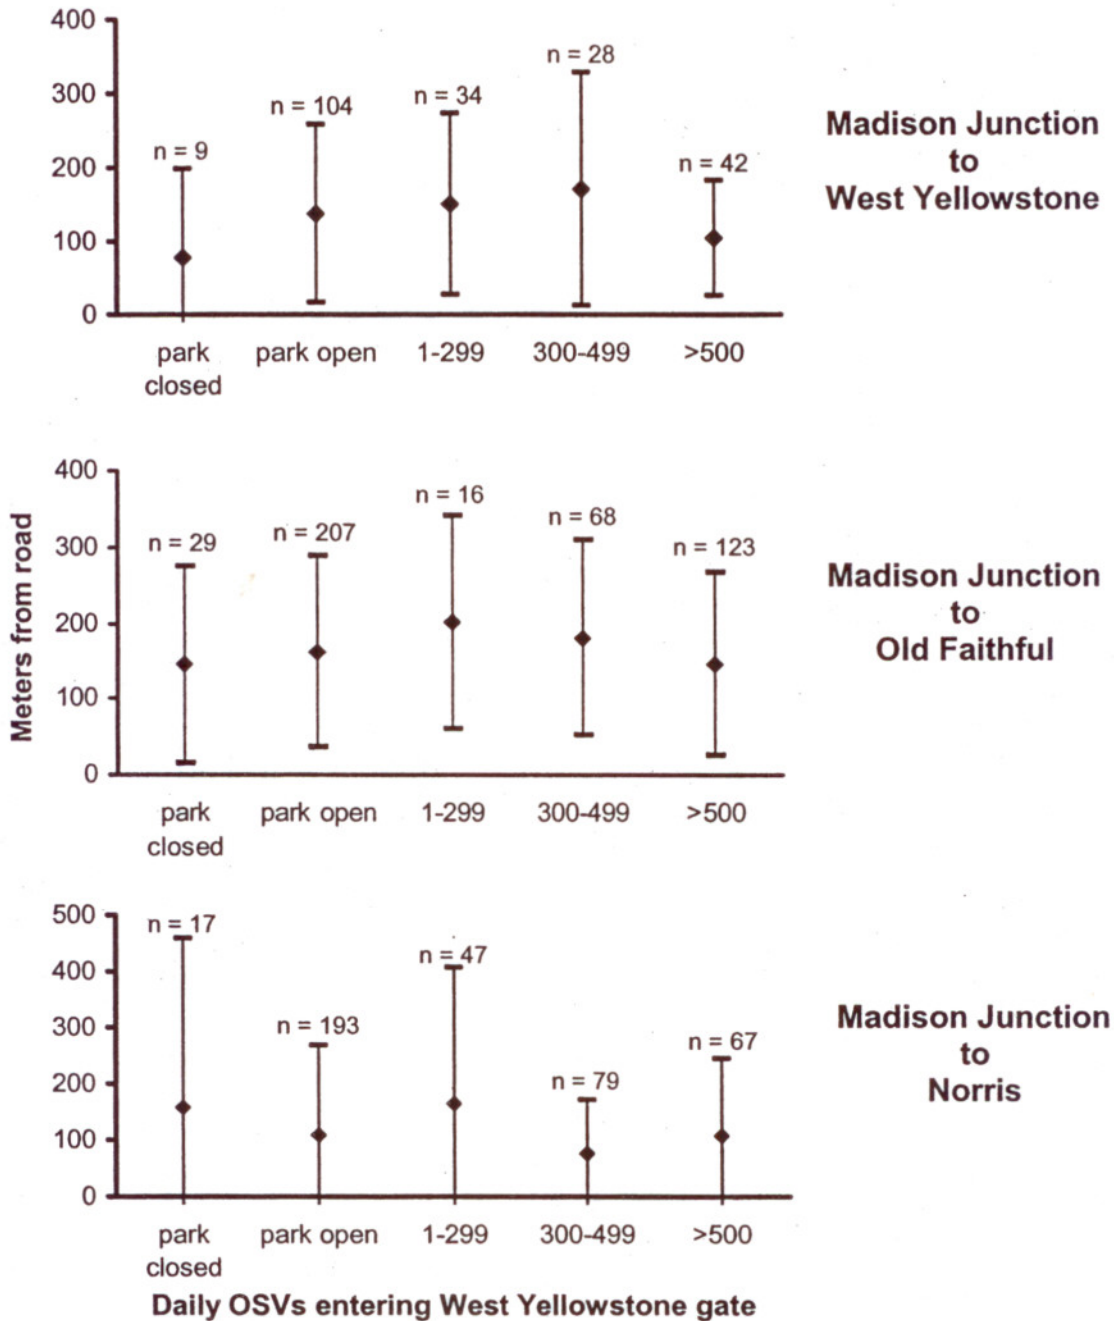 400
300
200
100
0
n = 9
n = 104
n = 34
n = 28
n = 42
park closed
park open
1-299
300-499
>500
Madison Junction
to
West Yellowstone
Meters from road
400
300
200
100
0
n = 29
n = 207
n = 16
n = 68
n = 123
park closed
park open
1-299
300-499
>500
Madison Junction
to
Old Faithful
500
400
300
200
100
0
n = 17
n = 193
n = 47
n = 79
n = 67
park closed
park open
1-299
300-499
>500
Madison Junction
to
Norris
Daily OSVs entering West Yellowstone gate